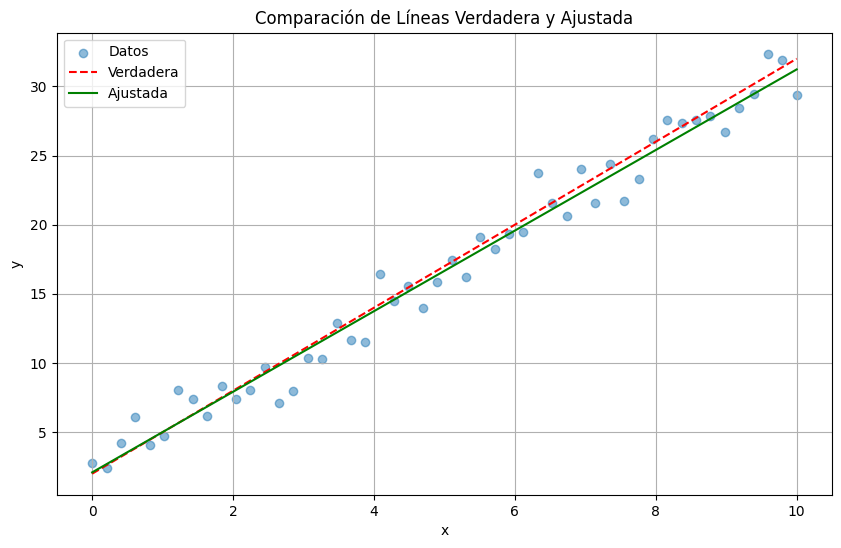 Comparación de Líneas Verdadera y Ajustada
Datos
Verdadera
Ajustada
30
25
20
15
10
5
y
0 2 4 6 8 10
x